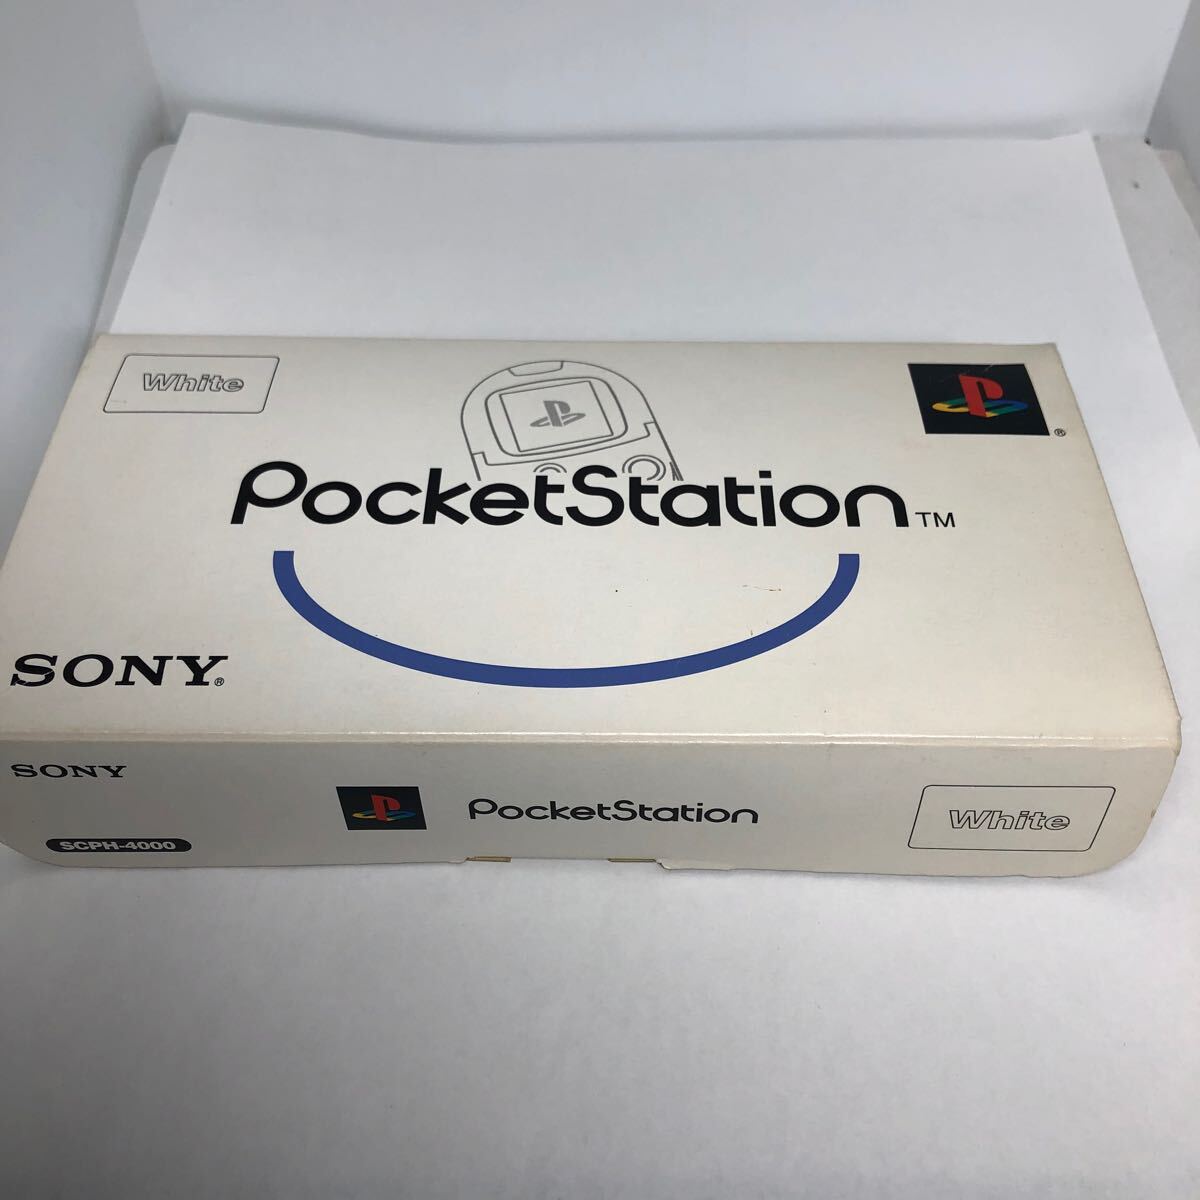 White
PocketStation™
SONY®
®
SONY
PocketStation
White
SCPH-4000